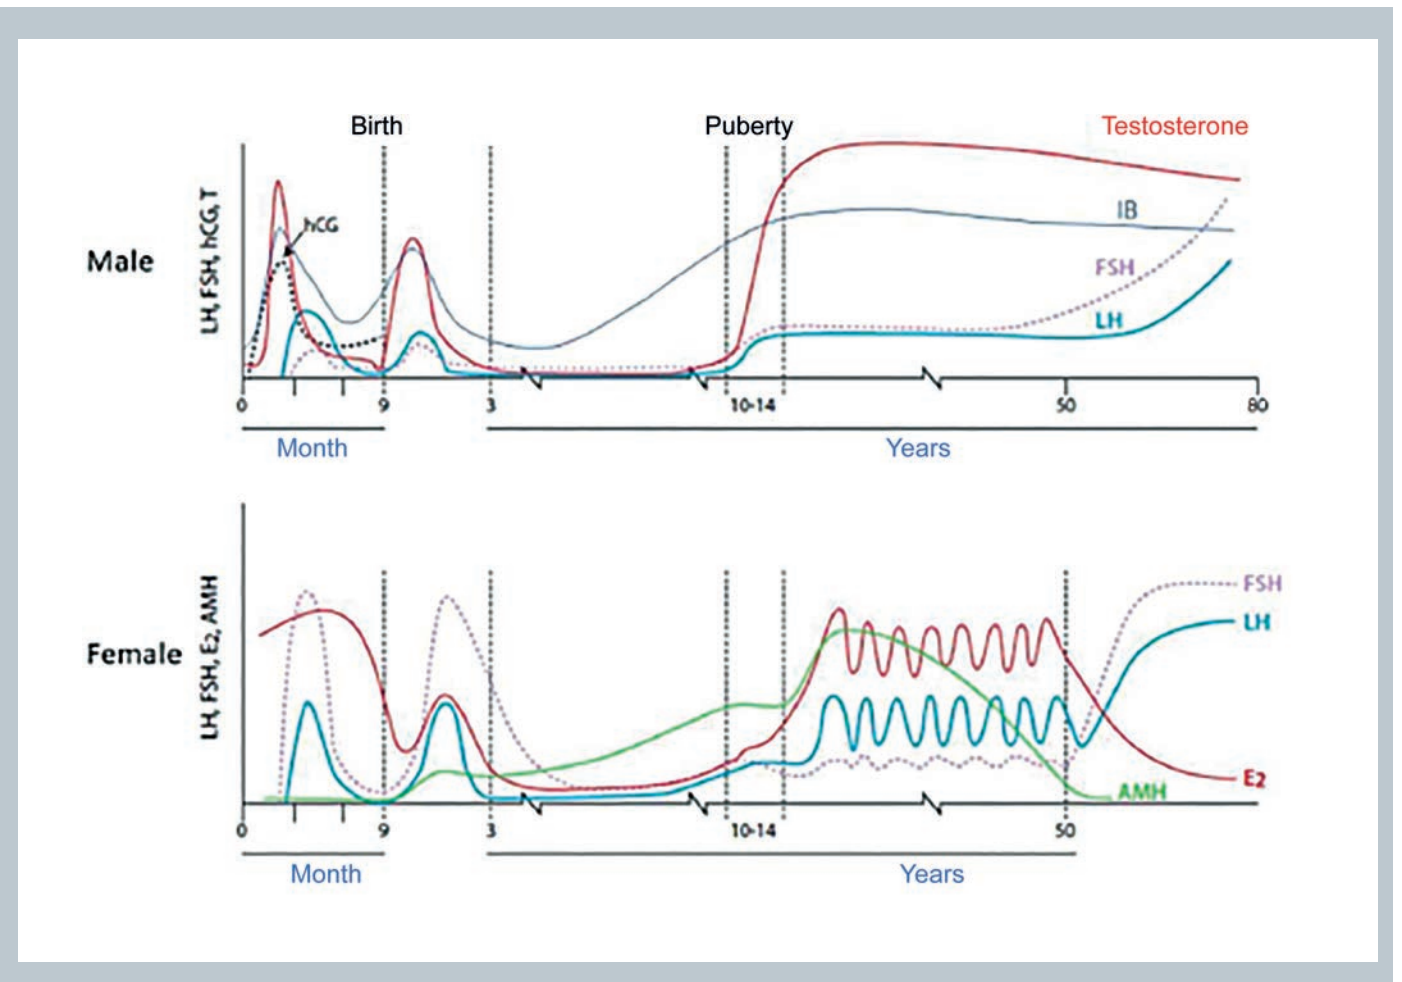 Birth
Puberty
Testosterone
LH, FSH, hCG, T
hCG
IB
Male
FSH
LH
0
9
3
10-14
50
80
Month
Years
LH, FSH, E2, AMH
FSH
LH
Female
E2
AMH
0
9
3
10-14
50
Month
Years